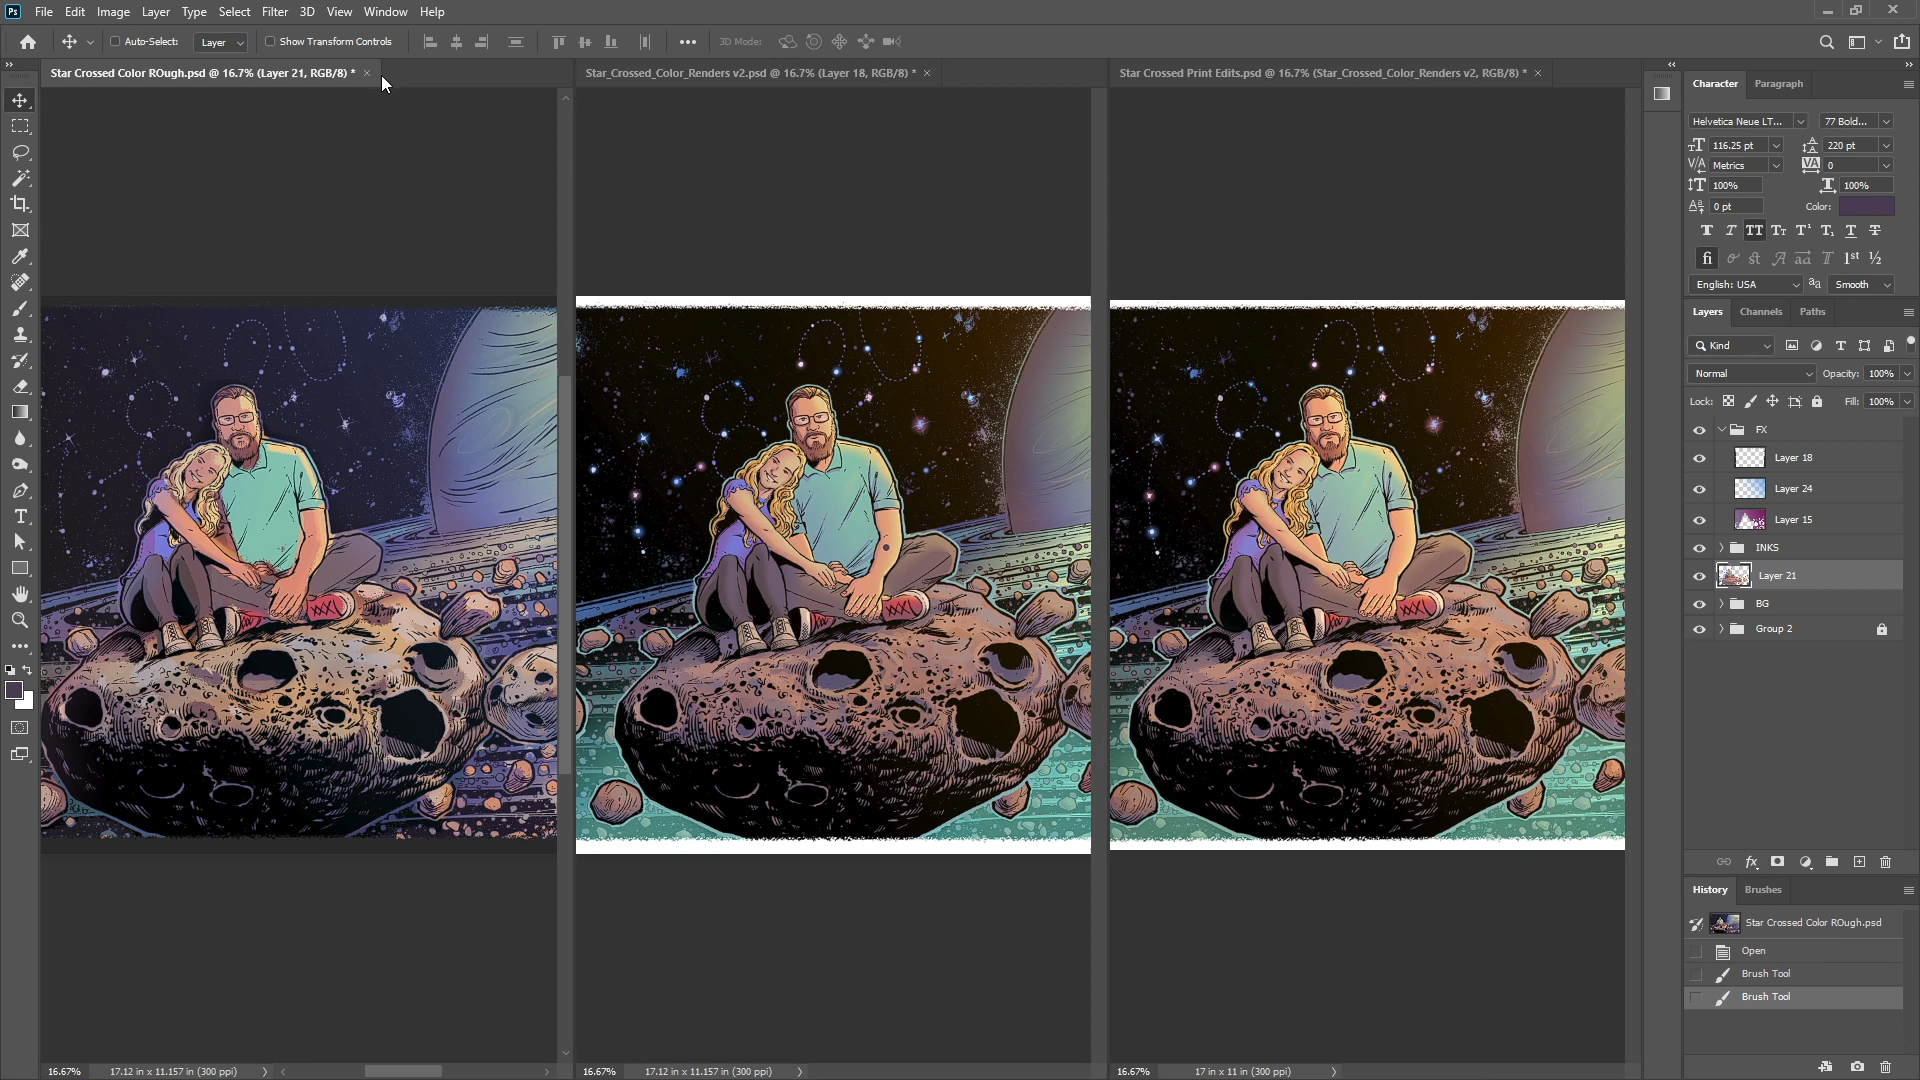 Ps File Edit Image Layer Type Select Filter 3D View Window Help
Auto-Select: Layer Show Transform Controls 3D Mode:
Star Crossed Color ROugh.psd @ 16.7% (Layer 21, RGB/8) *
Star_Crossed_Color_Renders v2.psd @ 16.7% (Layer 18, RGB/8) *
Star Crossed Print Edits.psd @ 16.7% (Star_Crossed_Color_Renders v2, RGB/8) *
Character Paragraph
Helvetica Neue LT... 77 Bold...
116.25 pt 220 pt
Metrics 0
100% 100%
0 pt Color:
English: USA Smooth
Layers Channels Paths
Kind
Normal Opacity: 100%
Lock: Fill: 100%
FX
Layer 18
Layer 24
Layer 15
INKS
Layer 21
BG
Group 2
History Brushes
Star Crossed Color ROugh.psd
Open
Brush Tool
Brush Tool
16.67% 17.12 in x 11.157 in (300 ppi)
16.67% 17.12 in x 11.157 in (300 ppi)
16.67% 17 in x 11 in (300 ppi)